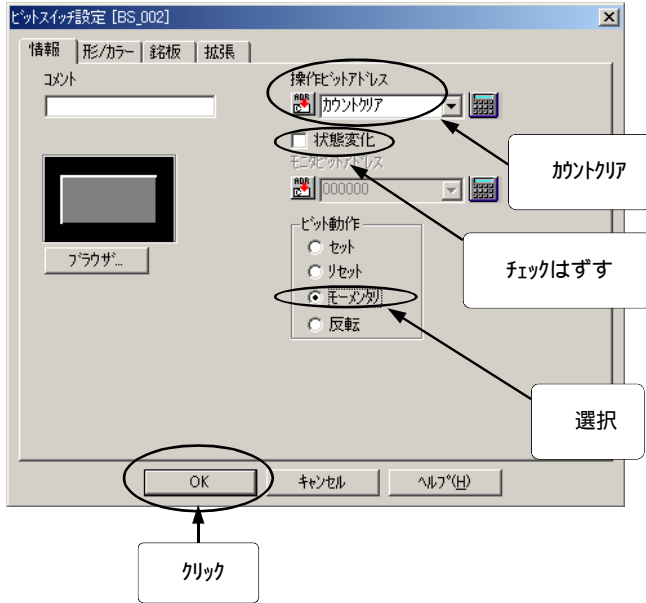 ビットスイッチ設定 [BS_002]
情報 形/カラー 銘板 拡張
コメント
操作ビットアドレス
カウントクリア
状態変化
モニタビットアドレス
000000
ブラウザ...
ビット動作
セット
リセット
モーメンタリ
反転
OK キャンセル ヘルプ(H)
カウントクリア
チェックはずす
選択
クリック